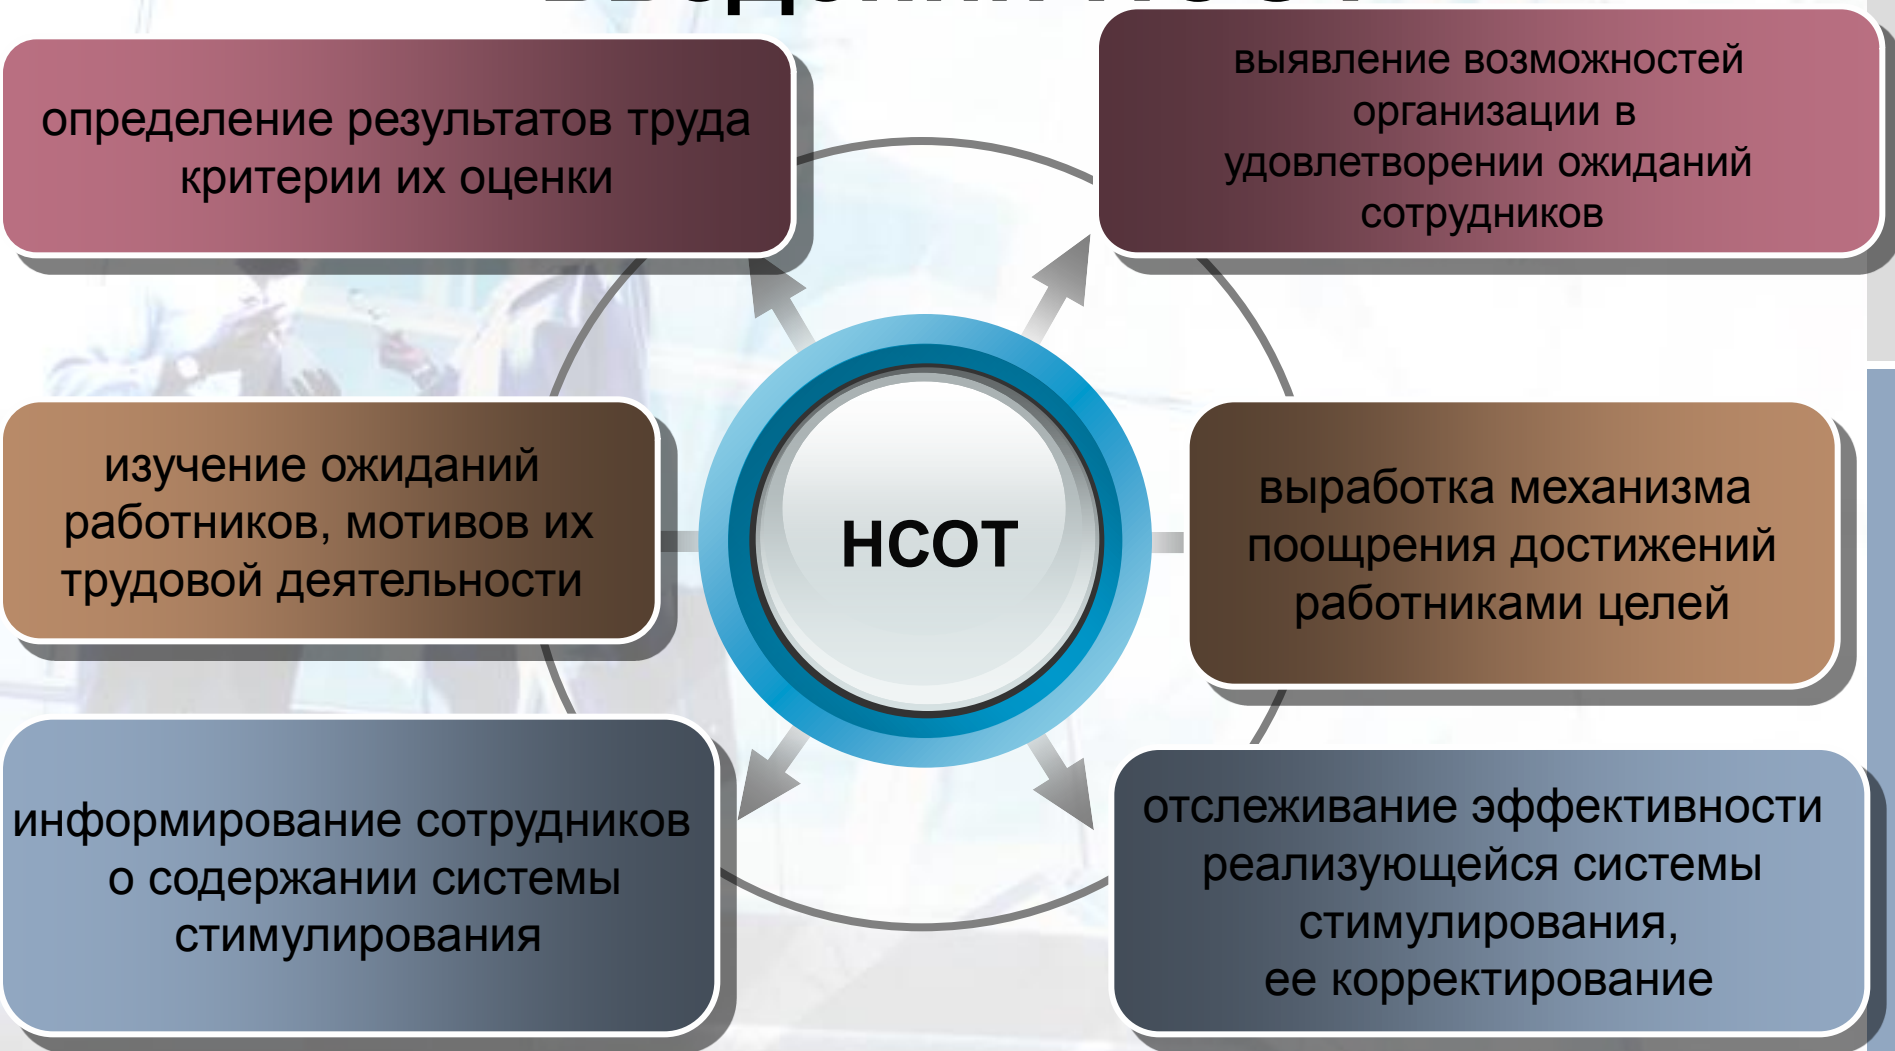 определение результатов труда
критерии их оценки
выявление возможностей
организации в
удовлетворении ожиданий
сотрудников
изучение ожиданий
работников, мотивов их
трудовой деятельности
НСОТ
выработка механизма
поощрения достижений
работниками целей
информирование сотрудников
о содержании системы
стимулирования
отслеживание эффективности
реализующейся системы
стимулирования,
ее корректирование